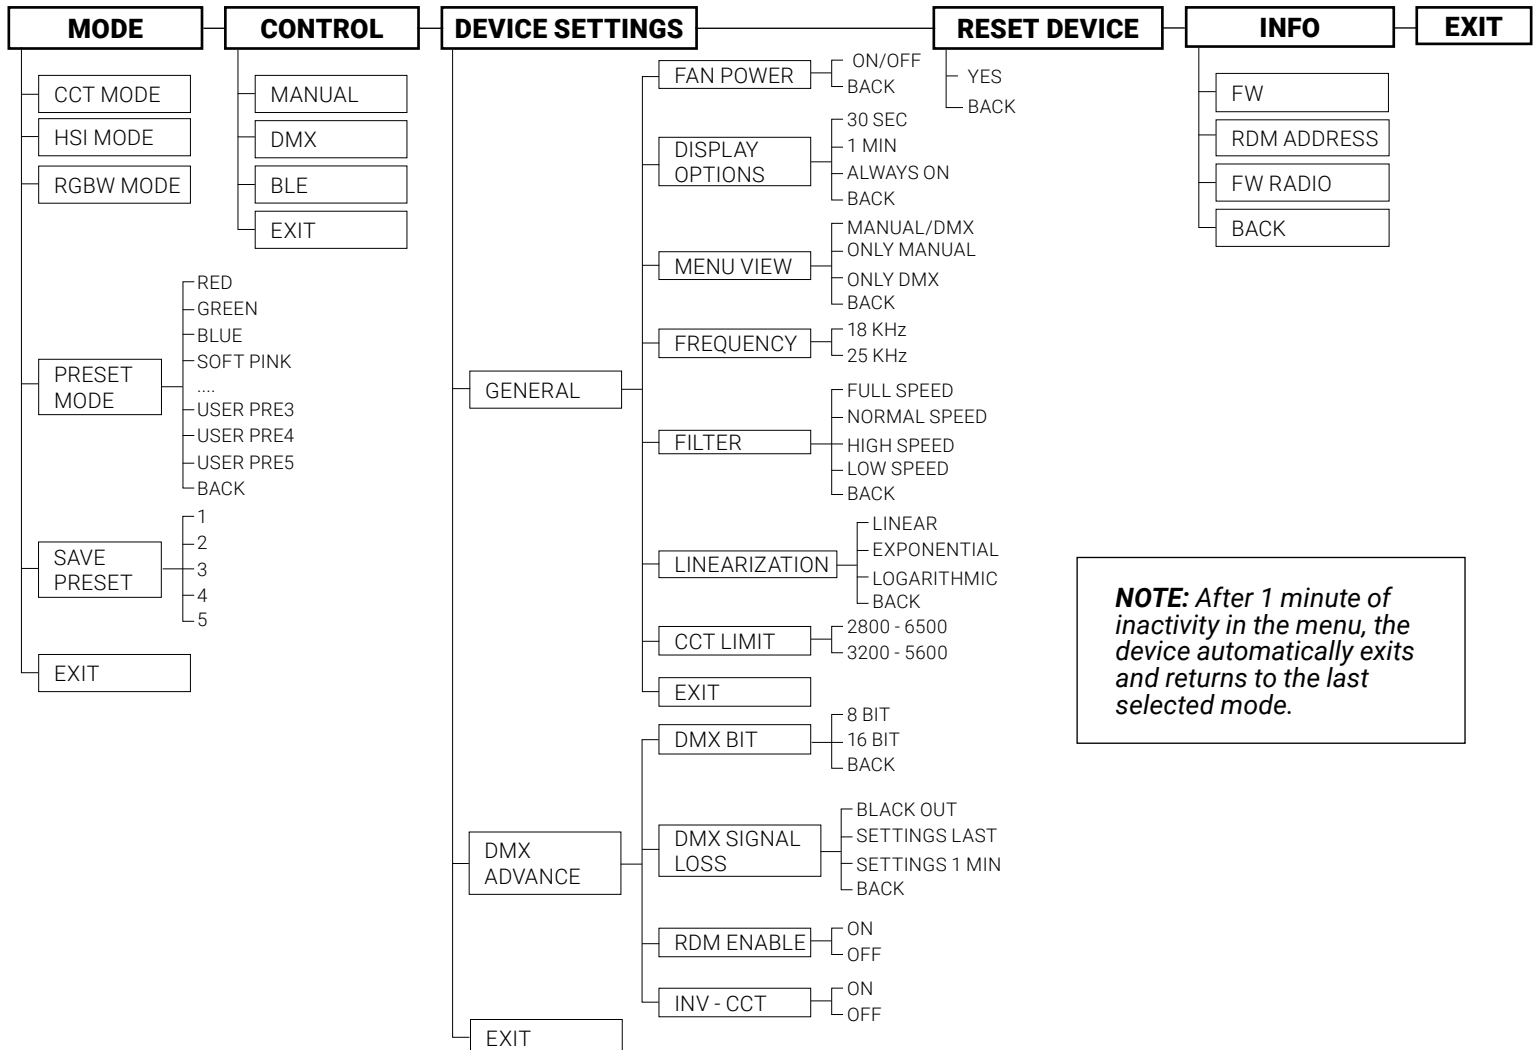 MODE
CONTROL
DEVICE SETTINGS
RESET DEVICE
INFO
EXIT
CCT MODE
HSI MODE
RGBW MODE
PRESET
MODE
RED
GREEN
BLUE
SOFT PINK
....
USER PRE3
USER PRE4
USER PRE5
BACK
SAVE
PRESET
1
2
3
4
5
EXIT
MANUAL
DMX
BLE
EXIT
GENERAL
FAN POWER
ON/OFF
BACK
DISPLAY
OPTIONS
30 SEC
1 MIN
ALWAYS ON
BACK
MENU VIEW
MANUAL/DMX
ONLY MANUAL
ONLY DMX
BACK
FREQUENCY
18 KHz
25 KHz
FILTER
FULL SPEED
NORMAL SPEED
HIGH SPEED
LOW SPEED
BACK
LINEARIZATION
LINEAR
EXPONENTIAL
LOGARITHMIC
BACK
CCT LIMIT
2800 - 6500
3200 - 5600
EXIT
DMX
ADVANCE
DMX BIT
8 BIT
16 BIT
BACK
DMX SIGNAL
LOSS
BLACK OUT
SETTINGS LAST
SETTINGS 1 MIN
BACK
RDM ENABLE
ON
OFF
INV - CCT
ON
OFF
EXIT
YES
BACK
FW
RDM ADDRESS
FW RADIO
BACK
NOTE: After 1 minute of
inactivity in the menu, the
device automatically exits
and returns to the last
selected mode.